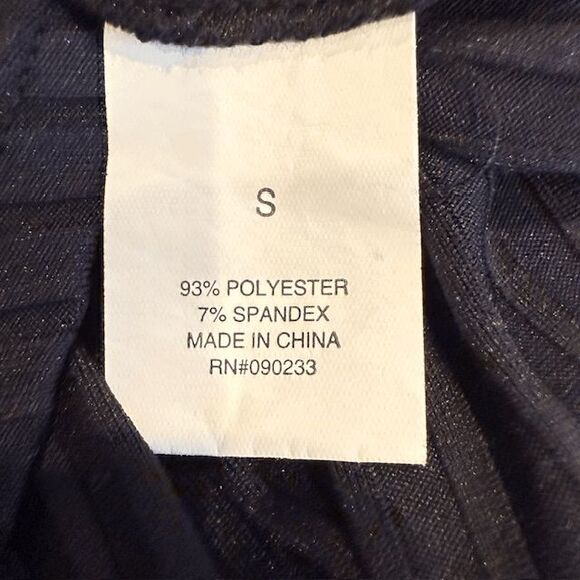 S
93% POLYESTER
7% SPANDEX
MADE IN CHINA
RN#090233